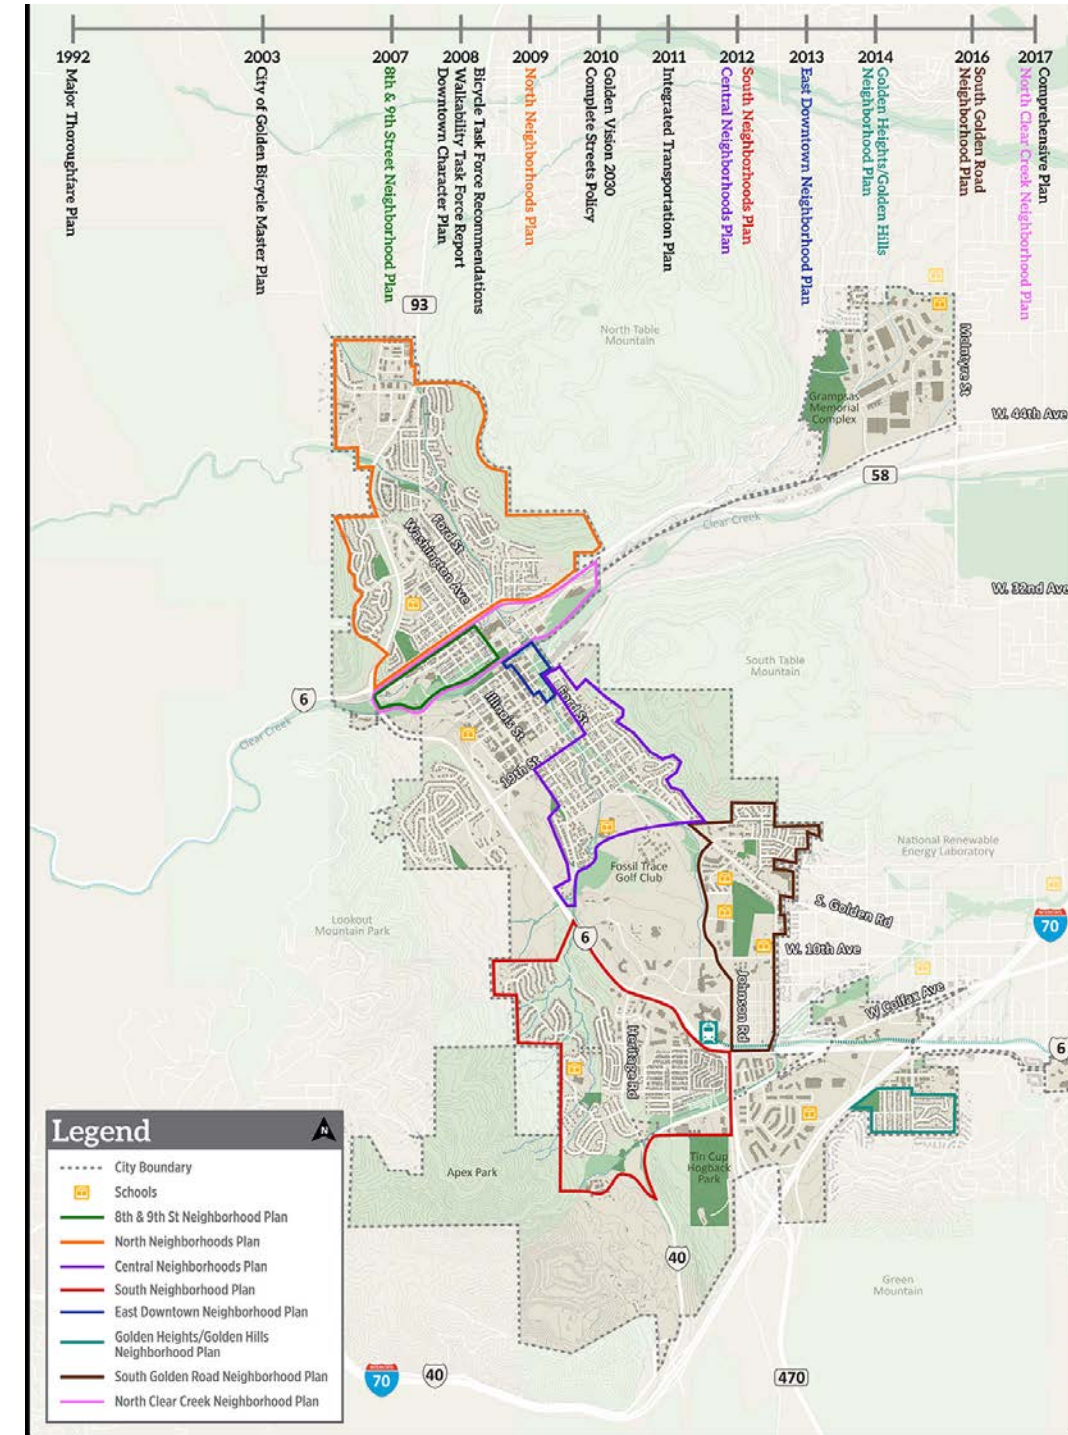 1992
2003
2007
2008
2009
2010
2011
2012
2013
2014
2016
2017
Major Thoroughfare Plan
City of Golden Bicycle Master Plan
8th & 9th Street Neighborhood Plan
Bicycle Task Force Recommendations
Walkability Task Force Report
Downtown Character Plan
North Neighborhoods Plan
Golden Vision 2030
Complete Streets Policy
Integrated Transportation Plan
South Neighborhoods Plan
Central Neighborhoods Plan
East Downtown Neighborhood Plan
Golden Heights/Golden Hills
Neighborhood Plan
South Golden Road
Neighborhood Plan
Comprehensive Plan
North Clear Creek Neighborhood Plan
93
North Table
Mountain
McIntyre St
Grampsas
Memorial
Complex
W. 44th Ave
58
Clear Creek
Ford St
Washington Ave
W. 32nd Ave
South Table
Mountain
6
Clear Creek
Illinois St
Ford St
19th St
National Renewable
Energy Laboratory
Fossil Trace
Golf Club
Lookout
Mountain Park
S. Golden Rd
INTERSTATE
70
6
W. 10th Ave
Johnson Rd
W Colfax Ave
Heritage Rd
6
Legend
N
City Boundary
Schools
8th & 9th St Neighborhood Plan
North Neighborhoods Plan
Central Neighborhoods Plan
South Neighborhood Plan
East Downtown Neighborhood Plan
Golden Heights/Golden Hills
Neighborhood Plan
South Golden Road Neighborhood Plan
North Clear Creek Neighborhood Plan
Apex Park
Tin Cup
Hogback
Park
40
Green
Mountain
INTERSTATE
70
40
470